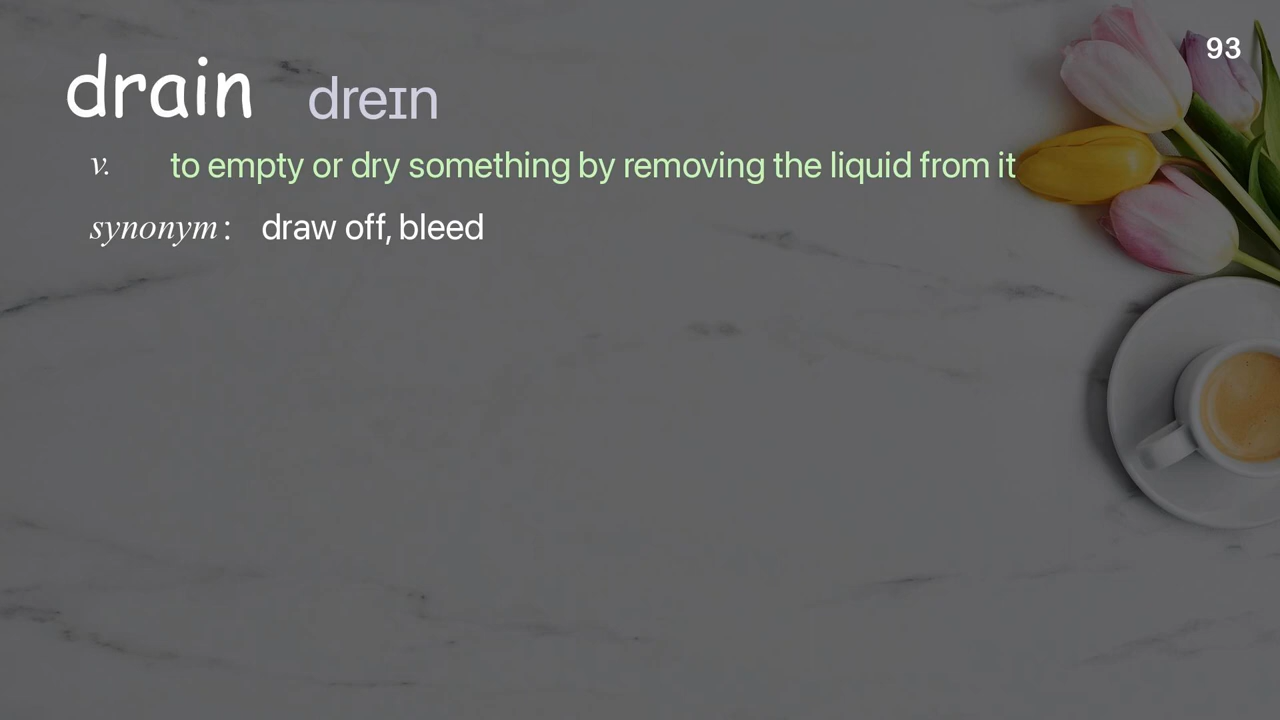 93
drain dreɪn
v. to empty or dry something by removing the liquid from it
synonym: draw off, bleed